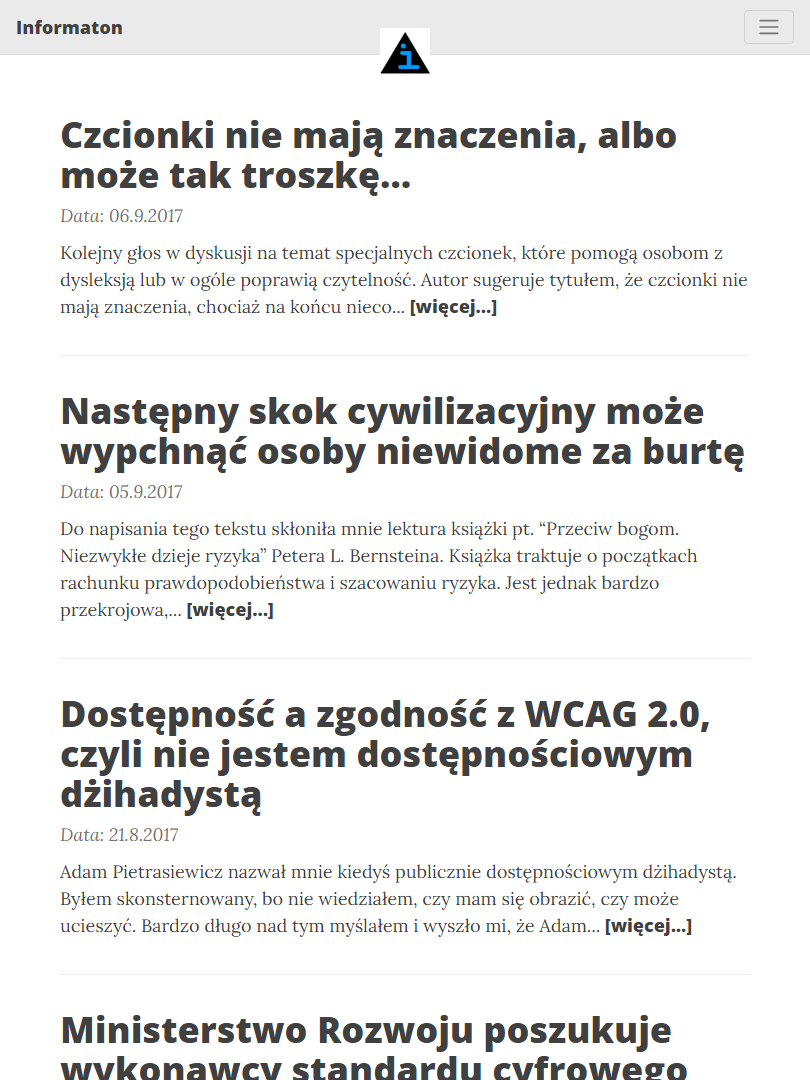 Informaton
i
Czcionki nie mają znaczenia, albo
może tak troszkę...
Data: 06.9.2017
Kolejny głos w dyskusji na temat specjalnych czcionek, które pomogą osobom z
dysleksją lub w ogóle poprawią czytelność. Autor sugeruje tytułem, że czcionki nie
mają znaczenia, chociaż na końcu nieco... [więcej...]
Następny skok cywilizacyjny może
wypchnąć osoby niewidome za burtę
Data: 05.9.2017
Do napisania tego tekstu skłoniła mnie lektura książki pt. “Przeciw bogom.
Niezwykłe dzieje ryzyka” Petera L. Bernsteina. Książka traktuje o początkach
rachunku prawdopodobieństwa i szacowaniu ryzyka. Jest jednak bardzo
przekrojowa,... [więcej...]
Dostępność a zgodność z WCAG 2.0,
czyli nie jestem dostępnościowym
dżihadystą
Data: 21.8.2017
Adam Pietrasiewicz nazwał mnie kiedyś publicznie dostępnościowym dżihadystą.
Byłem skonsternowany, bo nie wiedziałem, czy mam się obrazić, czy może
ucieszyć. Bardzo długo nad tym myślałem i wyszło mi, że Adam... [więcej...]
Ministerstwo Rozwoju poszukuje
wykonawcy standardu cyfrowego